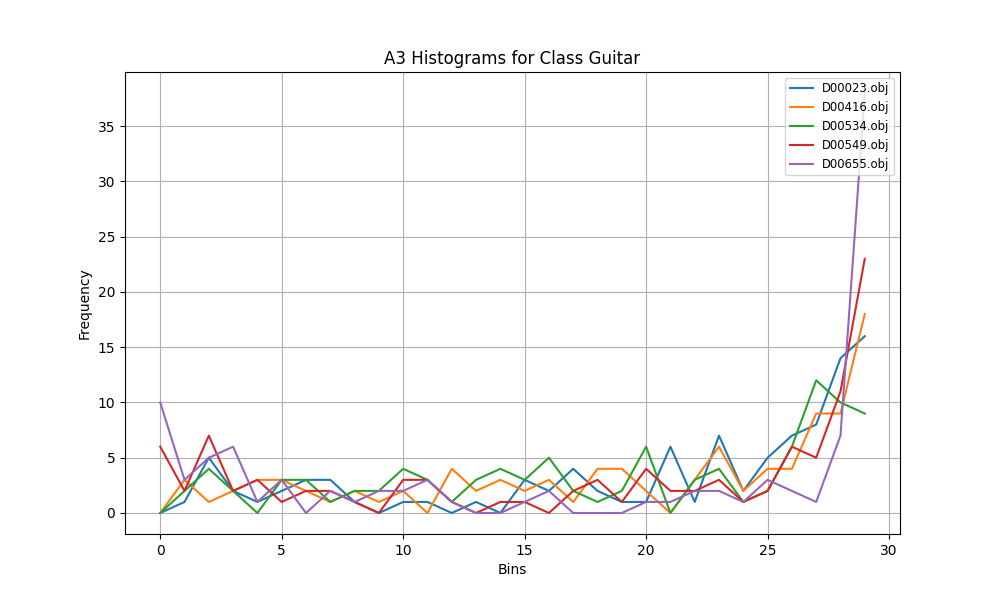 A3 Histograms for Class Guitar
D00023.obj
D00416.obj
D00534.obj
D00549.obj
D00655.obj
35
30
25
20
15
10
5
0
Frequency
0 5 10 15 20 25 30
Bins